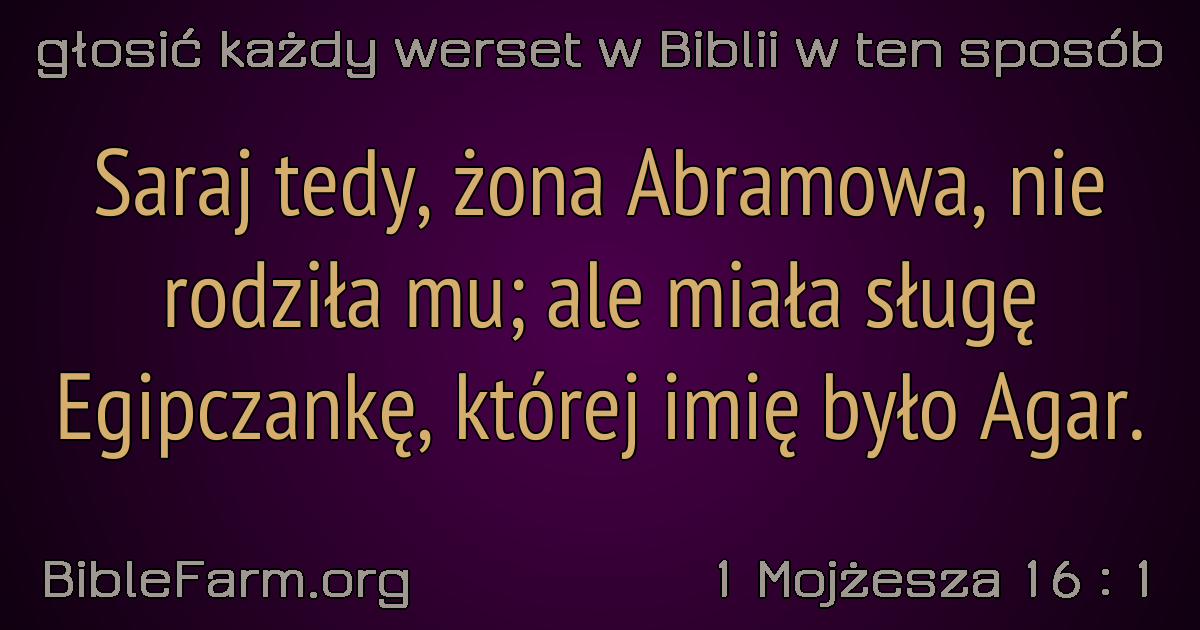 głosić każdy werset w Biblii w ten sposób
Saraj tedy, żona Abramowa, nie
rodziła mu; ale miała sługę
Egipczankę, której imię było Agar.
BibleFarm.org
1 Mojżesza 16 : 1